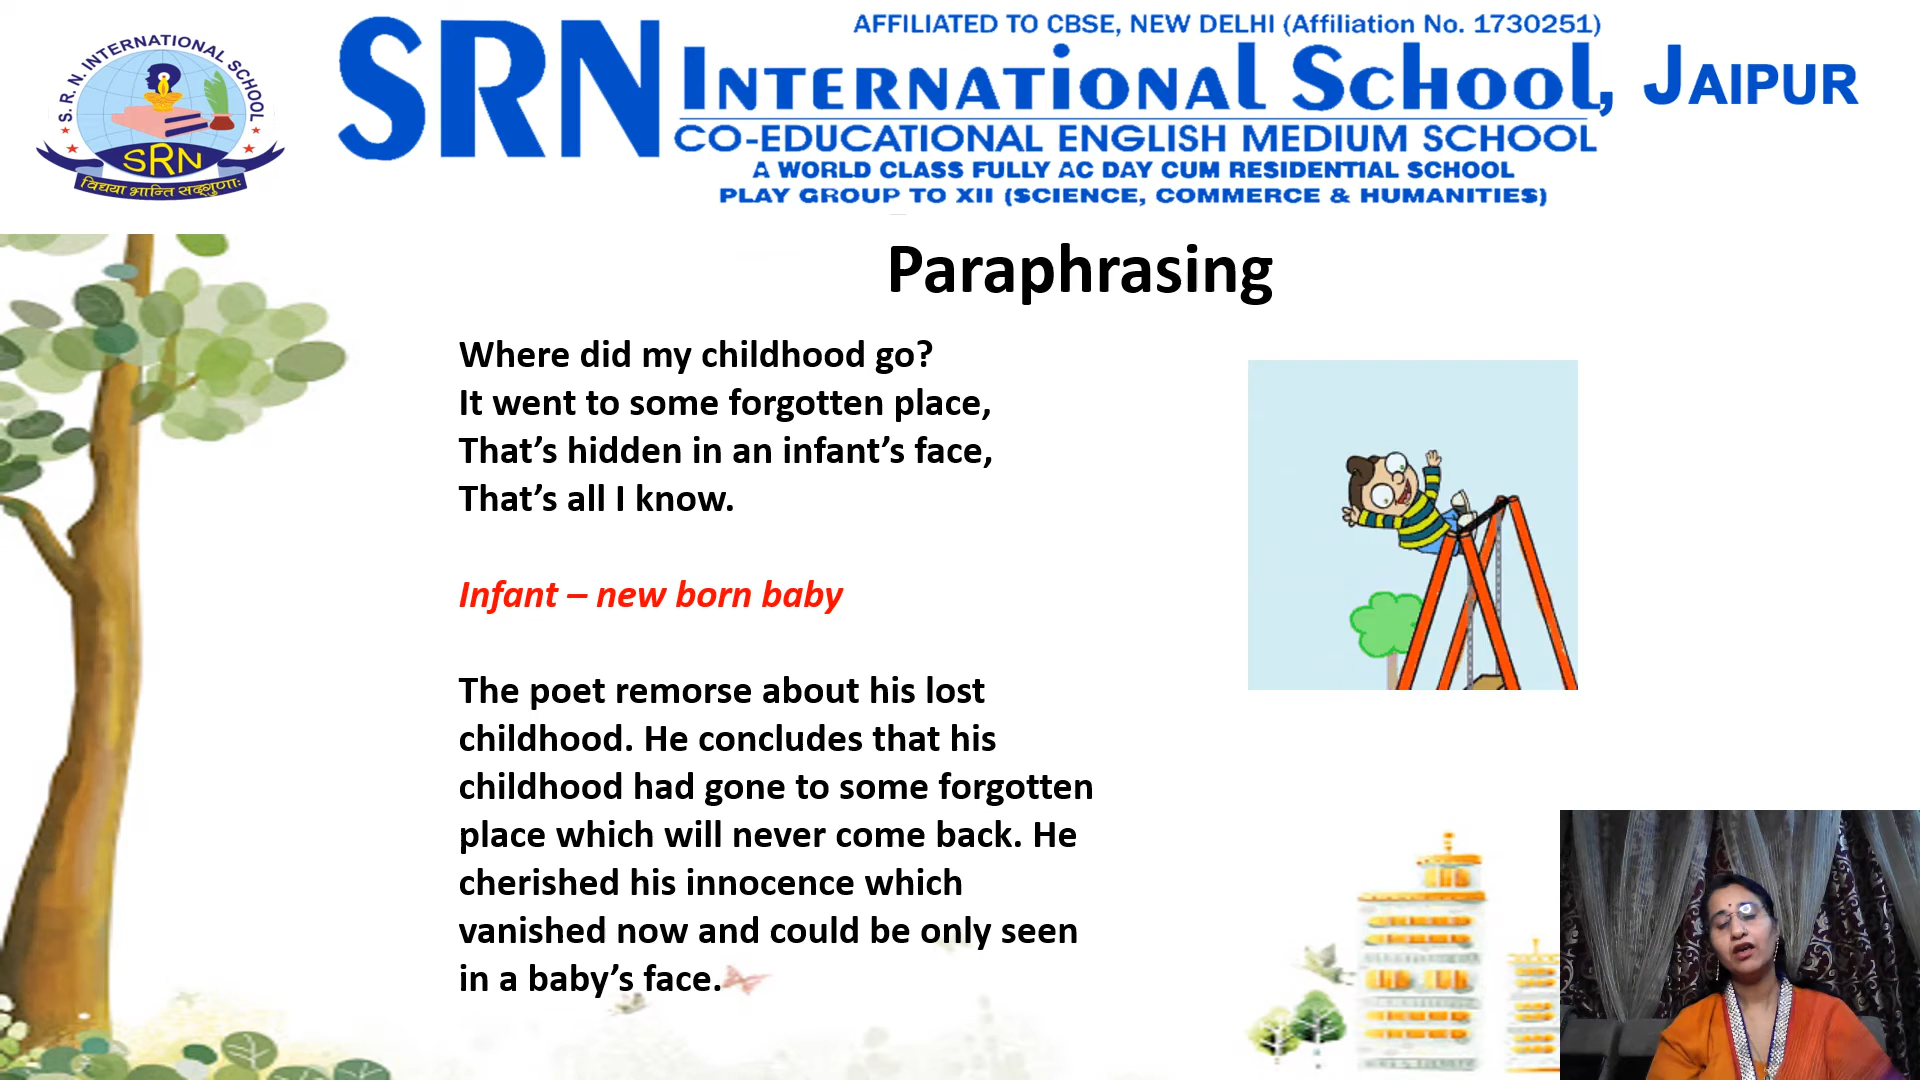 S. R. N. INTERNATIONAL SCHOOL
SRN
विद्यया भान्ति सद्गुणाः
AFFILIATED TO CBSE, NEW DELHI (Affiliation No. 1730251)
SRN INTERNATIONAL SCHOOL, JAIPUR
CO-EDUCATIONAL ENGLISH MEDIUM SCHOOL
A WORLD CLASS FULLY AC DAY CUM RESIDENTIAL SCHOOL
PLAY GROUP TO XII (SCIENCE, COMMERCE & HUMANITIES)
Paraphrasing
Where did my childhood go?
It went to some forgotten place,
That’s hidden in an infant’s face,
That’s all I know.
Infant – new born baby
The poet remorse about his lost
childhood. He concludes that his
childhood had gone to some forgotten
place which will never come back. He
cherished his innocence which
vanished now and could be only seen
in a baby’s face.